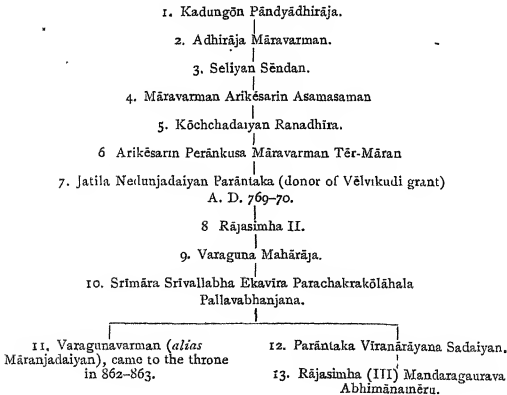 1. Kadungōn Pāndyādhirāja.
2. Adhirāja Māravarman.
3. Seliyan Sēndan.
4. Māravarman Arikēsarin Asamasaman
5. Kōchchadaiyan Ranadhīra.
6 Arikēsarin Perānkusa Māravarman Tēr-Māran
7. Jatila Nedunjadaiyan Parāntaka (donor of Vēlvikudi grant)
A. D. 769–70.
8 Rājasimha II.
9. Varaguna Mahārāja.
10. Srīmāra Srīvallabha Ekavīra Parachakrakōlāhala
Pallavabhanjana.
11. Varagunavarman (alias
Māranjadaiyan), came to the throne
in 862–863.
12. Parāntaka Vīranārāyana Sadaiyan.
13. Rājasimha (III) Mandaragaurava
Abhimānamēru.